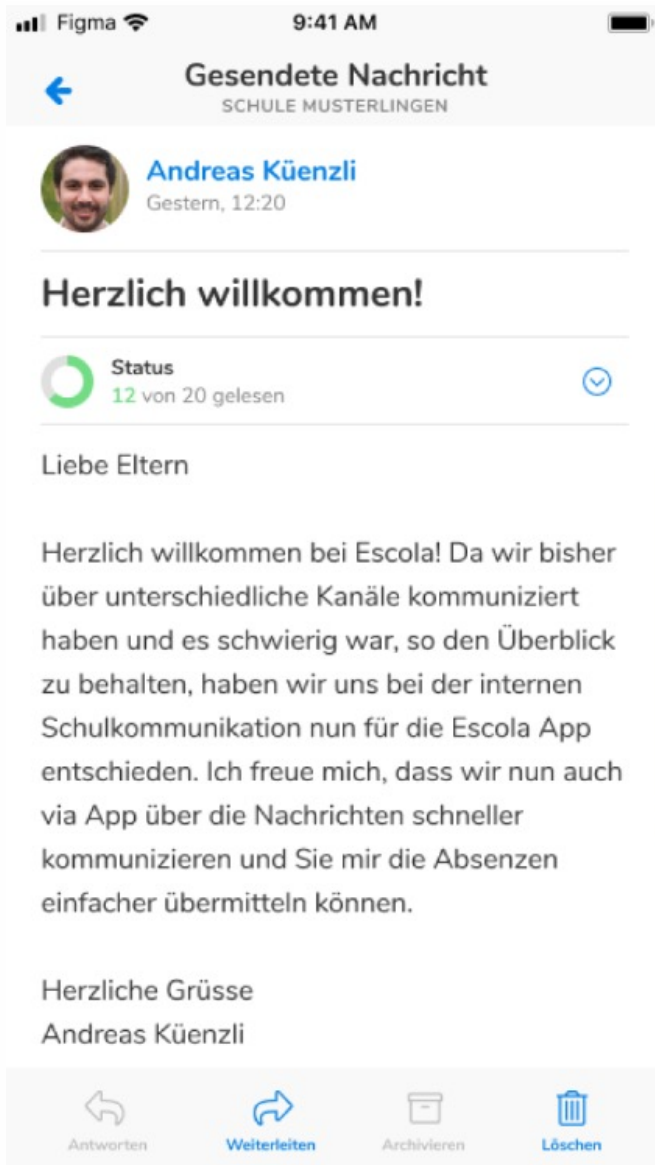 Figma 9:41 AM
Gesendete Nachricht
SCHULE MUSTERLINGEN
Andreas Küenzli
Gestern, 12:20
Herzlich willkommen!
Status
12 von 20 gelesen
Liebe Eltern
Herzlich willkommen bei Escola! Da wir bisher
über unterschiedliche Kanäle kommuniziert
haben und es schwierig war, so den Überblick
zu behalten, haben wir uns bei der internen
Schulkommunikation nun für die Escola App
entschieden. Ich freue mich, dass wir nun auch
via App über die Nachrichten schneller
kommunizieren und Sie mir die Absenzen
einfacher übermitteln können.
Herzliche Grüsse
Andreas Küenzli
Antworten Weiterleiten Archivieren Löschen